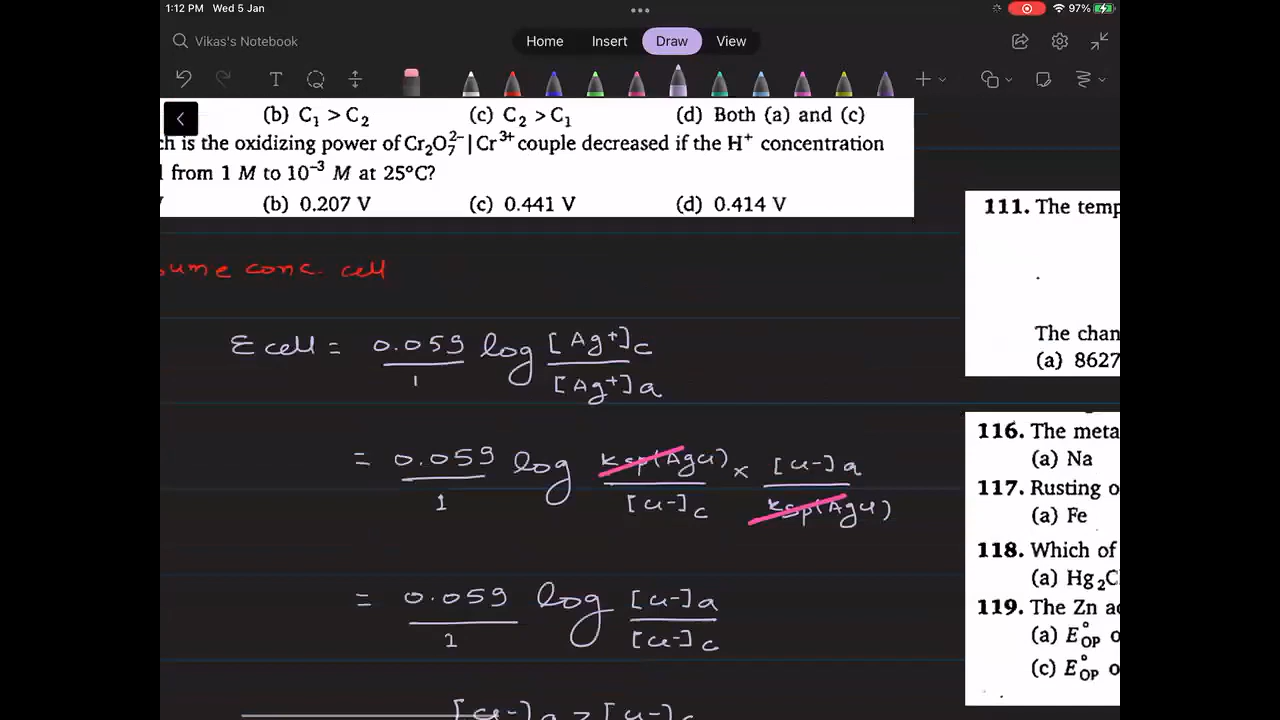 1:12 PM Wed 5 Jan
97%
Vikas's Notebook
Home Insert Draw View
(b) C₁ > C₂ (c) C₂ > C₁ (d) Both (a) and (c)
ch is the oxidizing power of Cr₂O₇²⁻|Cr³⁺ couple decreased if the H⁺ concentration
from 1 M to 10⁻³ M at 25°C?
(b) 0.207 V (c) 0.441 V (d) 0.414 V
sume conc. cell
Ecell = 0.059/1 log [Ag+]c/[Ag+]a
= 0.059/1 log Ksp(AgCl)/[Cl-]c × [Cl-]a/Ksp(AgCl)
= 0.059/1 log [Cl-]a/[Cl-]c
[Cl-]a > [Cl-]c
111. The temp
The chan
(a) 8627
116. The meta
(a) Na
117. Rusting o
(a) Fe
118. Which of
(a) Hg₂C
119. The Zn a
(a) E°OP o
(c) E°OP o